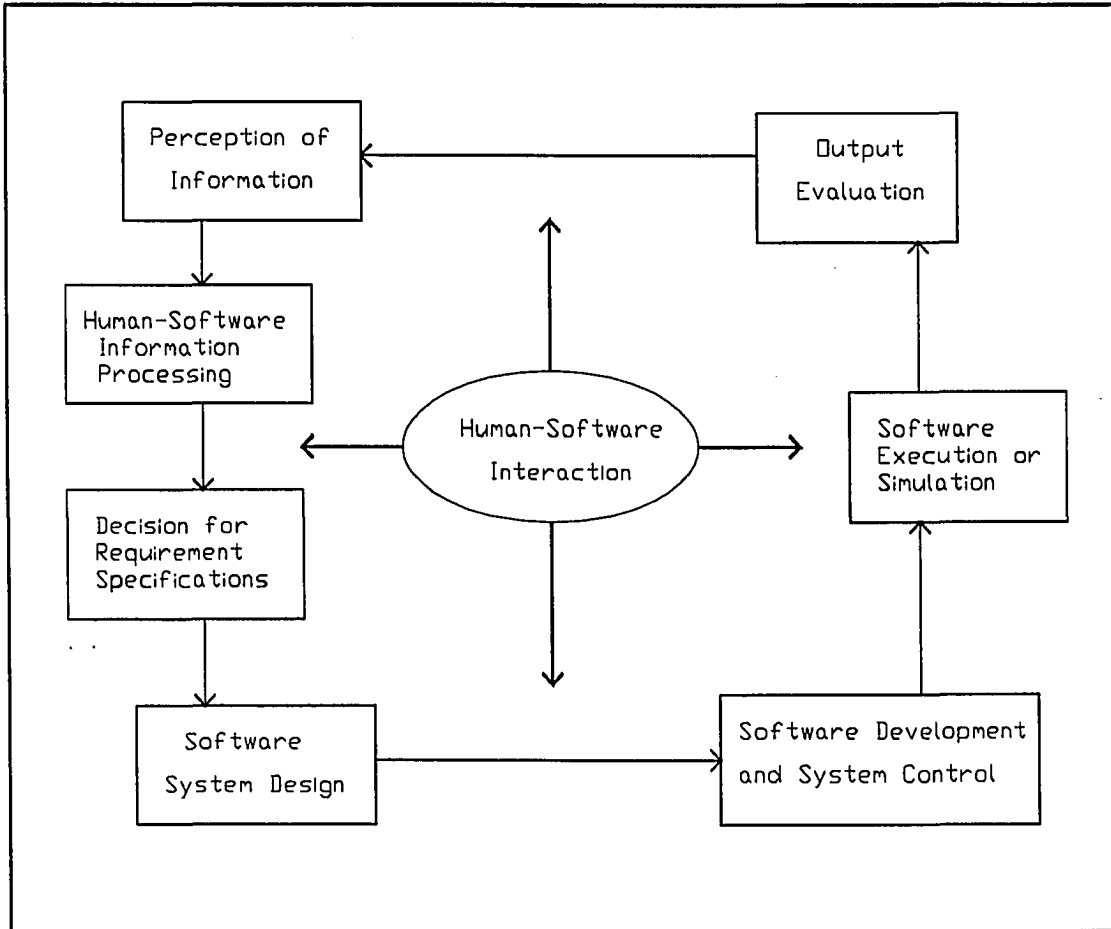 Perception of
Information
Output
Evaluation
Human-Software
Information
Processing
Human-Software
Interaction
Software
Execution or
Simulation
Decision for
Requirement
Specifications
Software
System Design
Software Development
and System Control